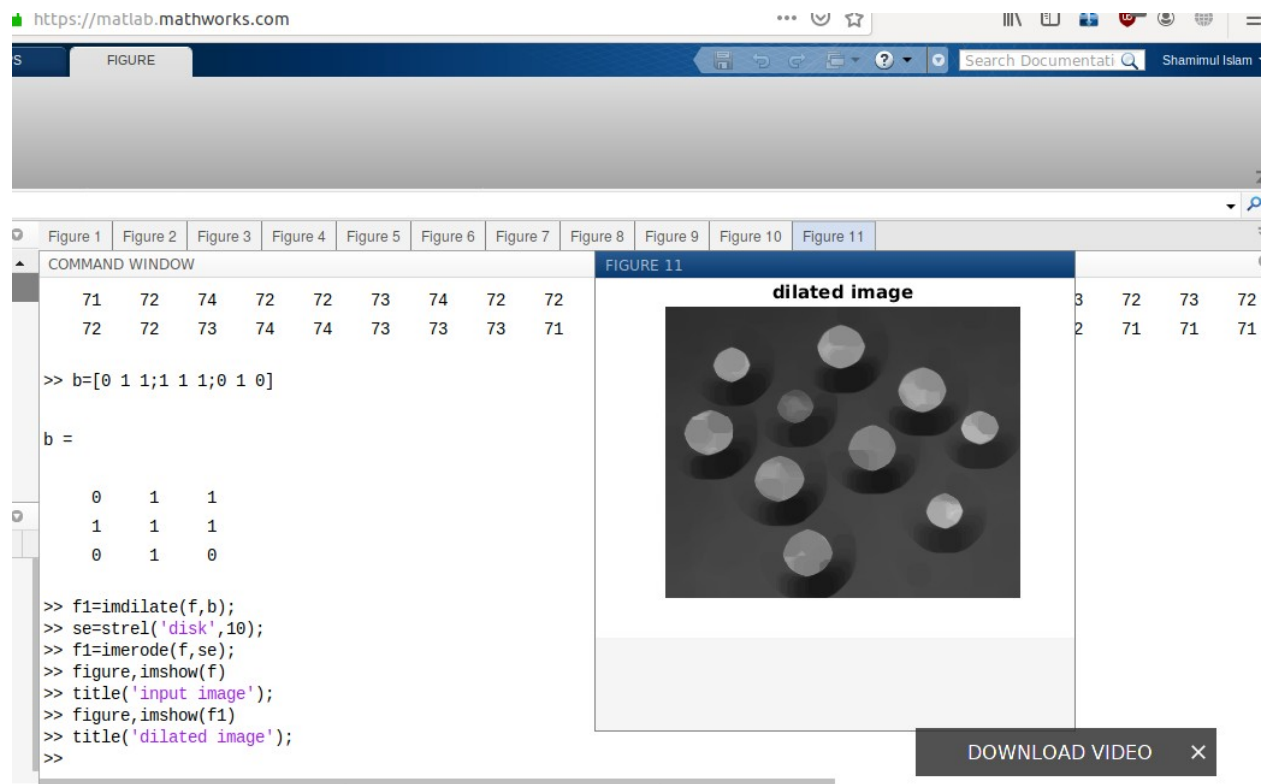 https://matlab.mathworks.com
FIGURE
Search Documentati
Shamimul Islam
Figure 1 Figure 2 Figure 3 Figure 4 Figure 5 Figure 6 Figure 7 Figure 8 Figure 9 Figure 10 Figure 11
COMMAND WINDOW
71 72 74 72 72 73 74 72 72
72 72 73 74 74 73 73 73 71
>> b=[0 1 1;1 1 1;0 1 0]
b =
0 1 1
1 1 1
0 1 0
>> f1=imdilate(f,b);
>> se=strel('disk',10);
>> f1=imerode(f,se);
>> figure,imshow(f)
>> title('input image');
>> figure,imshow(f1)
>> title('dilated image');
>>
FIGURE 11
dilated image
3 72 73 72
2 71 71 71
DOWNLOAD VIDEO ×